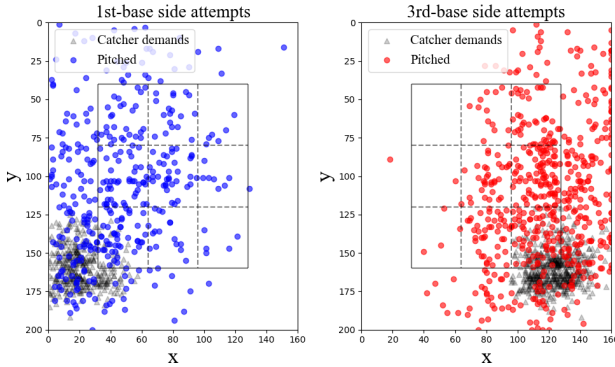 1st-base side attempts
Catcher demands
Pitched
0
25
50
75
100
125
150
175
200
y
0 20 40 60 80 100 120 140 160
x
3rd-base side attempts
Catcher demands
Pitched
0
25
50
75
100
125
150
175
200
y
0 20 40 60 80 100 120 140 160
x